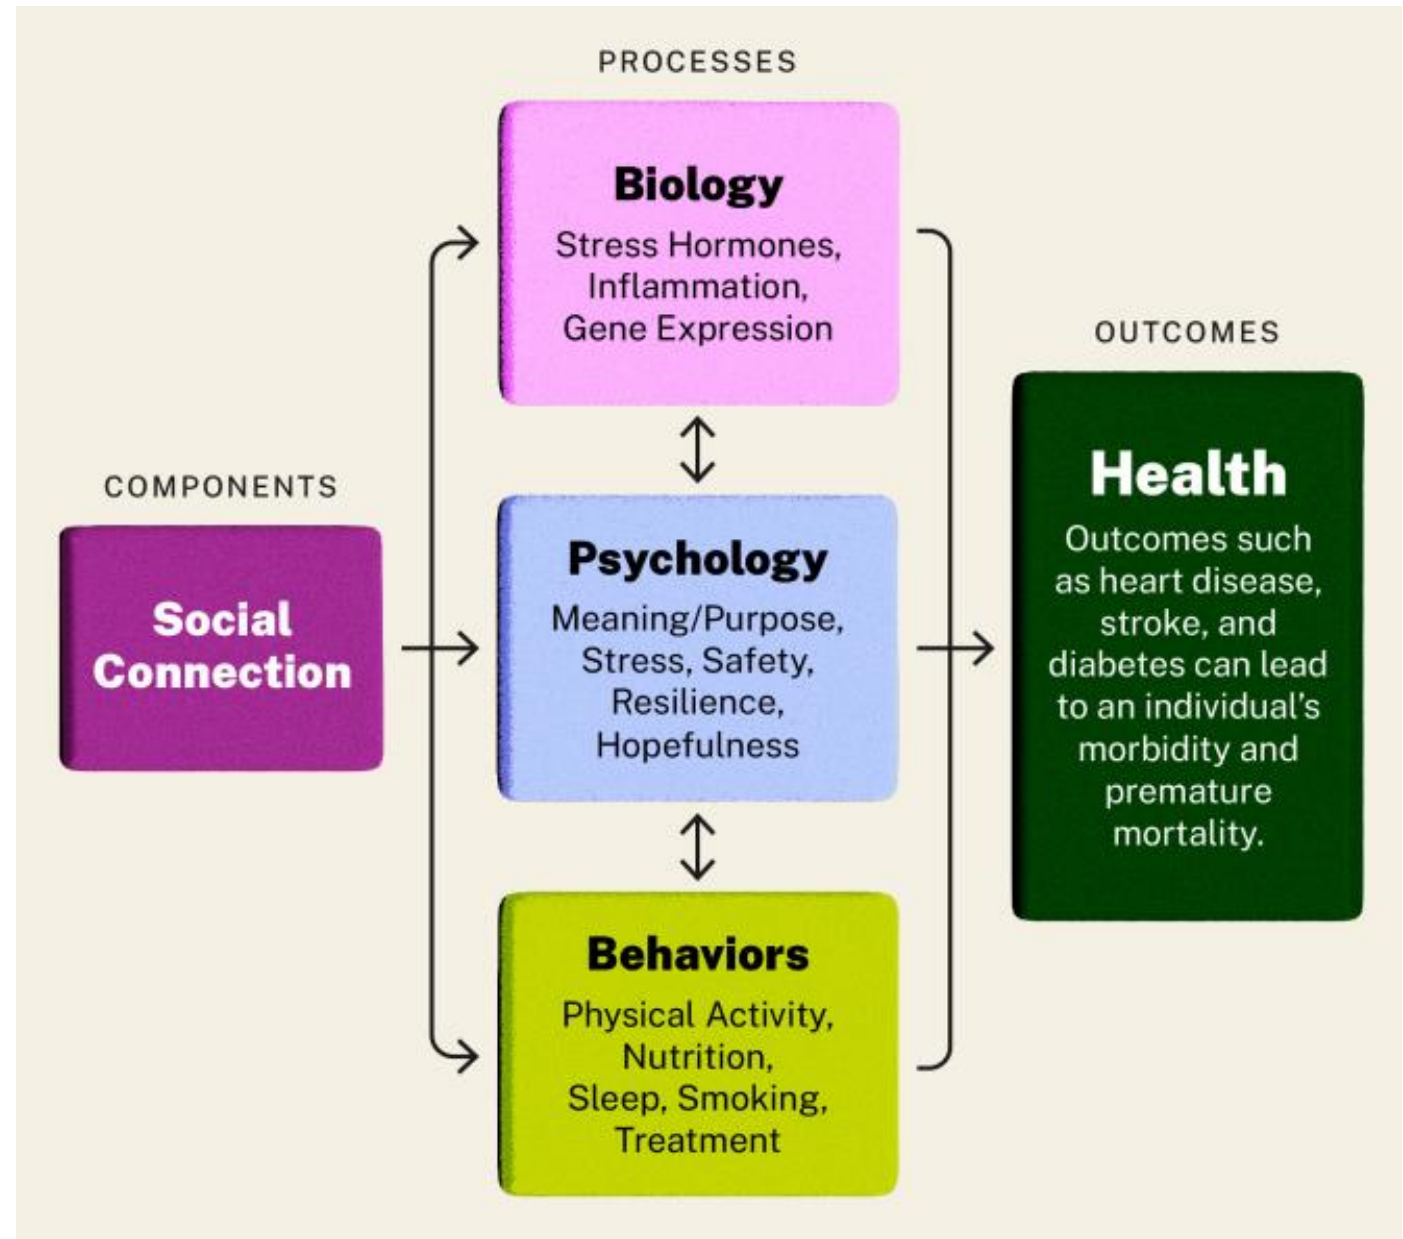 PROCESSES
Biology
Stress Hormones,
Inflammation,
Gene Expression
COMPONENTS
Social
Connection
Psychology
Meaning/Purpose,
Stress, Safety,
Resilience,
Hopefulness
Behaviors
Physical Activity,
Nutrition,
Sleep, Smoking,
Treatment
OUTCOMES
Health
Outcomes such
as heart disease,
stroke, and
diabetes can lead
to an individual’s
morbidity and
premature
mortality.